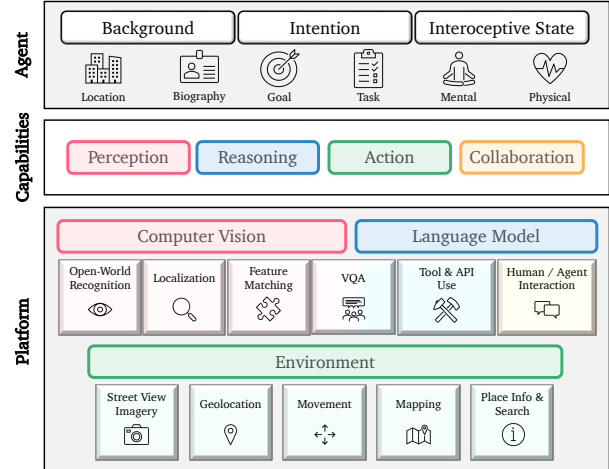 Agent
Background
Intention
Interoceptive State
Location
Biography
Goal
Task
Mental
Physical
Capabilities
Perception
Reasoning
Action
Collaboration
Platform
Computer Vision
Language Model
Open-World
Recognition
Localization
Feature
Matching
VQA
Tool & API
Use
Human / Agent
Interaction
Environment
Street View
Imagery
Geolocation
Movement
Mapping
Place Info &
Search